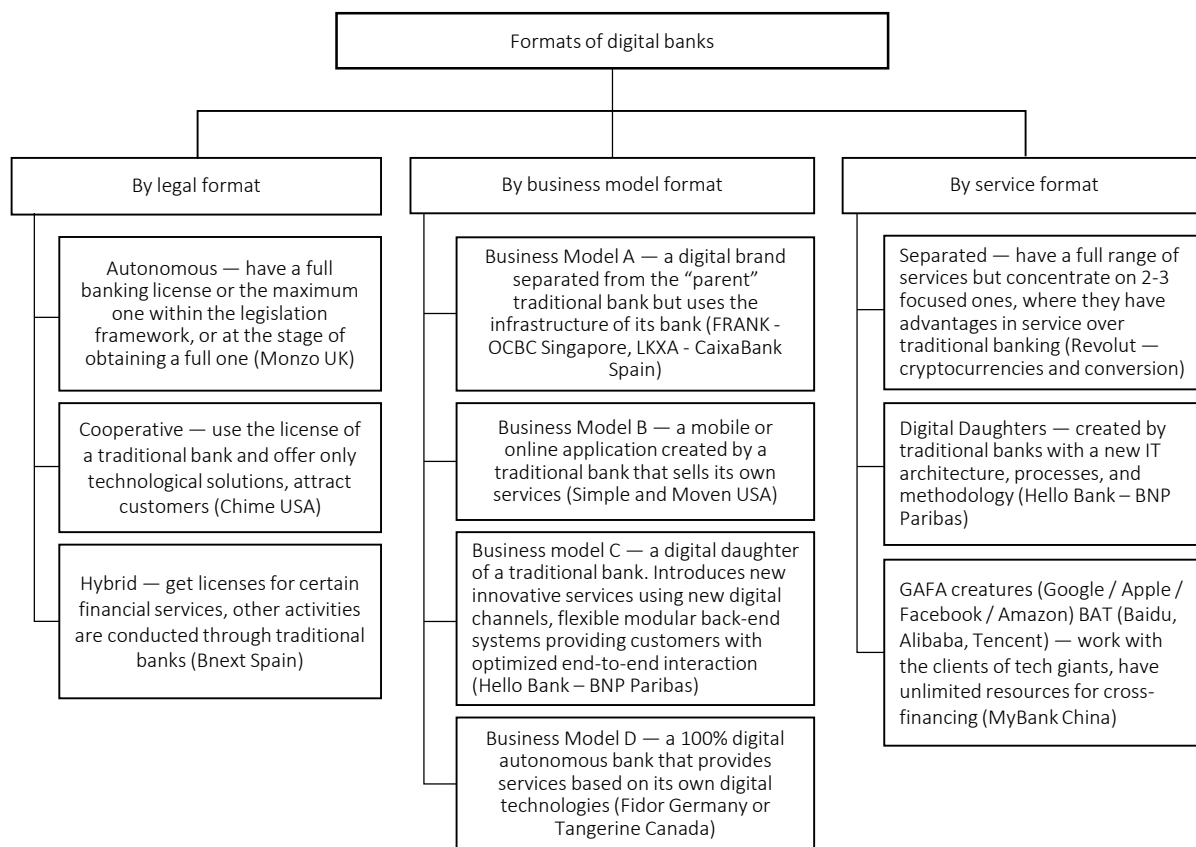 Formats of digital banks
By legal format
Autonomous — have a full
banking license or the maximum
one within the legislation
framework, or at the stage of
obtaining a full one (Monzo UK)
Cooperative — use the license of
a traditional bank and offer only
technological solutions, attract
customers (Chime USA)
Hybrid — get licenses for certain
financial services, other activities
are conducted through traditional
banks (Bnext Spain)
By business model format
Business Model A — a digital brand
separated from the “parent”
traditional bank but uses the
infrastructure of its bank (FRANK -
OCBC Singapore, LKXA - CaixaBank
Spain)
Business Model B — a mobile or
online application created by a
traditional bank that sells its own
services (Simple and Moven USA)
Business model C — a digital daughter
of a traditional bank. Introduces new
innovative services using new digital
channels, flexible modular back-end
systems providing customers with
optimized end-to-end interaction
(Hello Bank – BNP Paribas)
Business Model D — a 100% digital
autonomous bank that provides
services based on its own digital
technologies (Fidor Germany or
Tangerine Canada)
By service format
Separated — have a full range of
services but concentrate on 2-3
focused ones, where they have
advantages in service over
traditional banking (Revolut —
cryptocurrencies and conversion)
Digital Daughters — created by
traditional banks with a new IT
architecture, processes, and
methodology (Hello Bank – BNP
Paribas)
GAFA creatures (Google / Apple /
Facebook / Amazon) BAT (Baidu,
Alibaba, Tencent) — work with
the clients of tech giants, have
unlimited resources for cross-
financing (MyBank China)